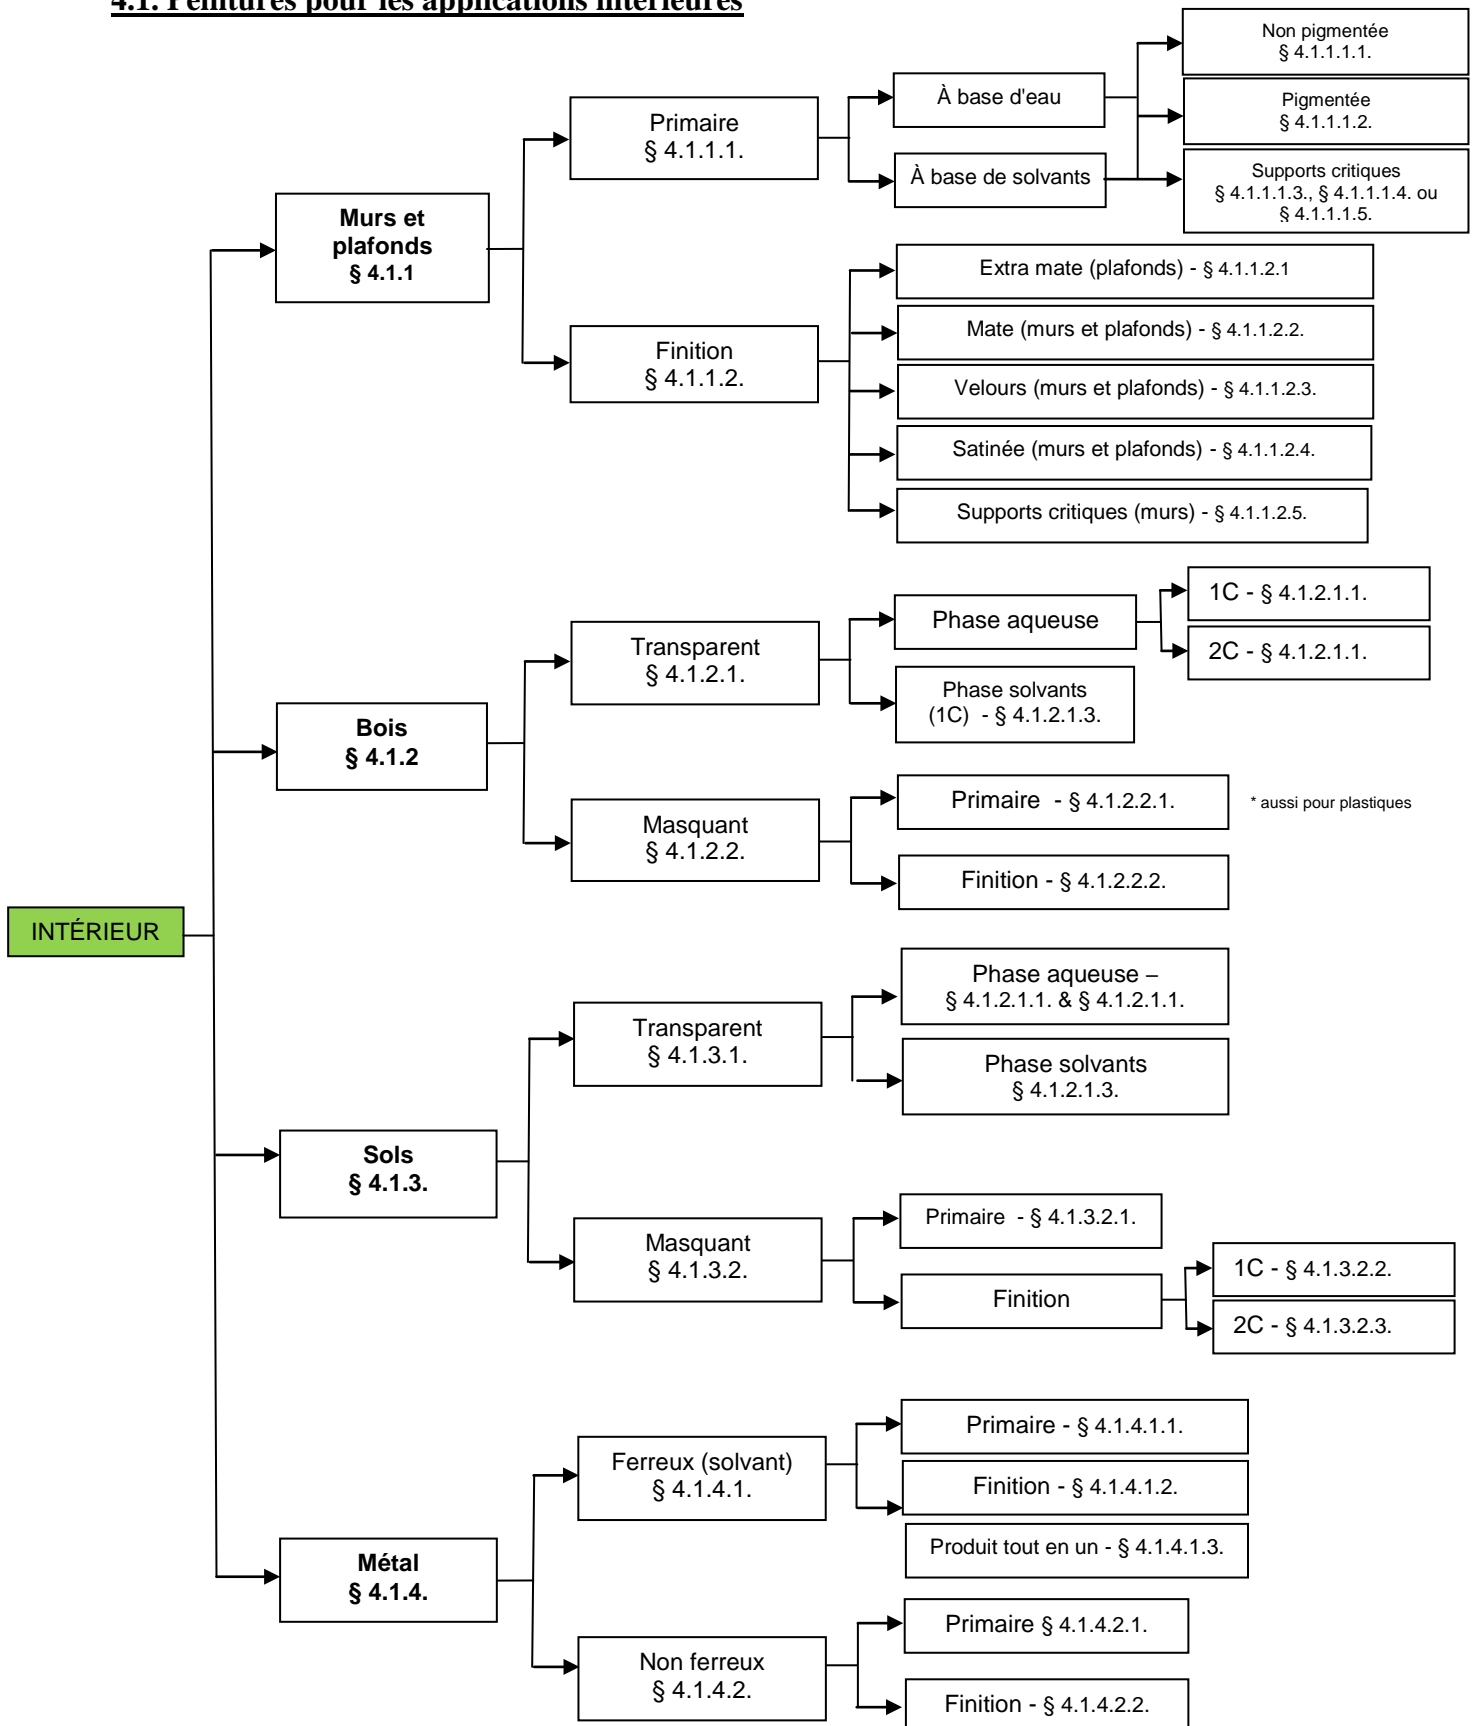 4.1. Peintures pour les applications intérieures
Non pigmentée
§ 4.1.1.1.1.
À base d'eau
Pigmentée
§ 4.1.1.1.2.
Primaire
§ 4.1.1.1.
À base de solvants
Supports critiques
§ 4.1.1.1.3., § 4.1.1.1.4. ou
§ 4.1.1.1.5.
Murs et
plafonds
§ 4.1.1
Extra mate (plafonds) - § 4.1.1.2.1
Mate (murs et plafonds) - § 4.1.1.2.2.
Finition
§ 4.1.1.2.
Velours (murs et plafonds) - § 4.1.1.2.3.
Satinée (murs et plafonds) - § 4.1.1.2.4.
Supports critiques (murs) - § 4.1.1.2.5.
1C - § 4.1.2.1.1.
Phase aqueuse
2C - § 4.1.2.1.1.
Transparent
§ 4.1.2.1.
Phase solvants
(1C) - § 4.1.2.1.3.
Bois
§ 4.1.2
Primaire - § 4.1.2.2.1.
* aussi pour plastiques
Masquant
§ 4.1.2.2.
Finition - § 4.1.2.2.2.
INTÉRIEUR
Phase aqueuse –
§ 4.1.2.1.1. & § 4.1.2.1.1.
Transparent
§ 4.1.3.1.
Phase solvants
§ 4.1.2.1.3.
Sols
§ 4.1.3.
Primaire - § 4.1.3.2.1.
Masquant
§ 4.1.3.2.
1C - § 4.1.3.2.2.
Finition
2C - § 4.1.3.2.3.
Primaire - § 4.1.4.1.1.
Ferreux (solvant)
§ 4.1.4.1.
Finition - § 4.1.4.1.2.
Produit tout en un - § 4.1.4.1.3.
Métal
§ 4.1.4.
Primaire § 4.1.4.2.1.
Non ferreux
§ 4.1.4.2.
Finition - § 4.1.4.2.2.